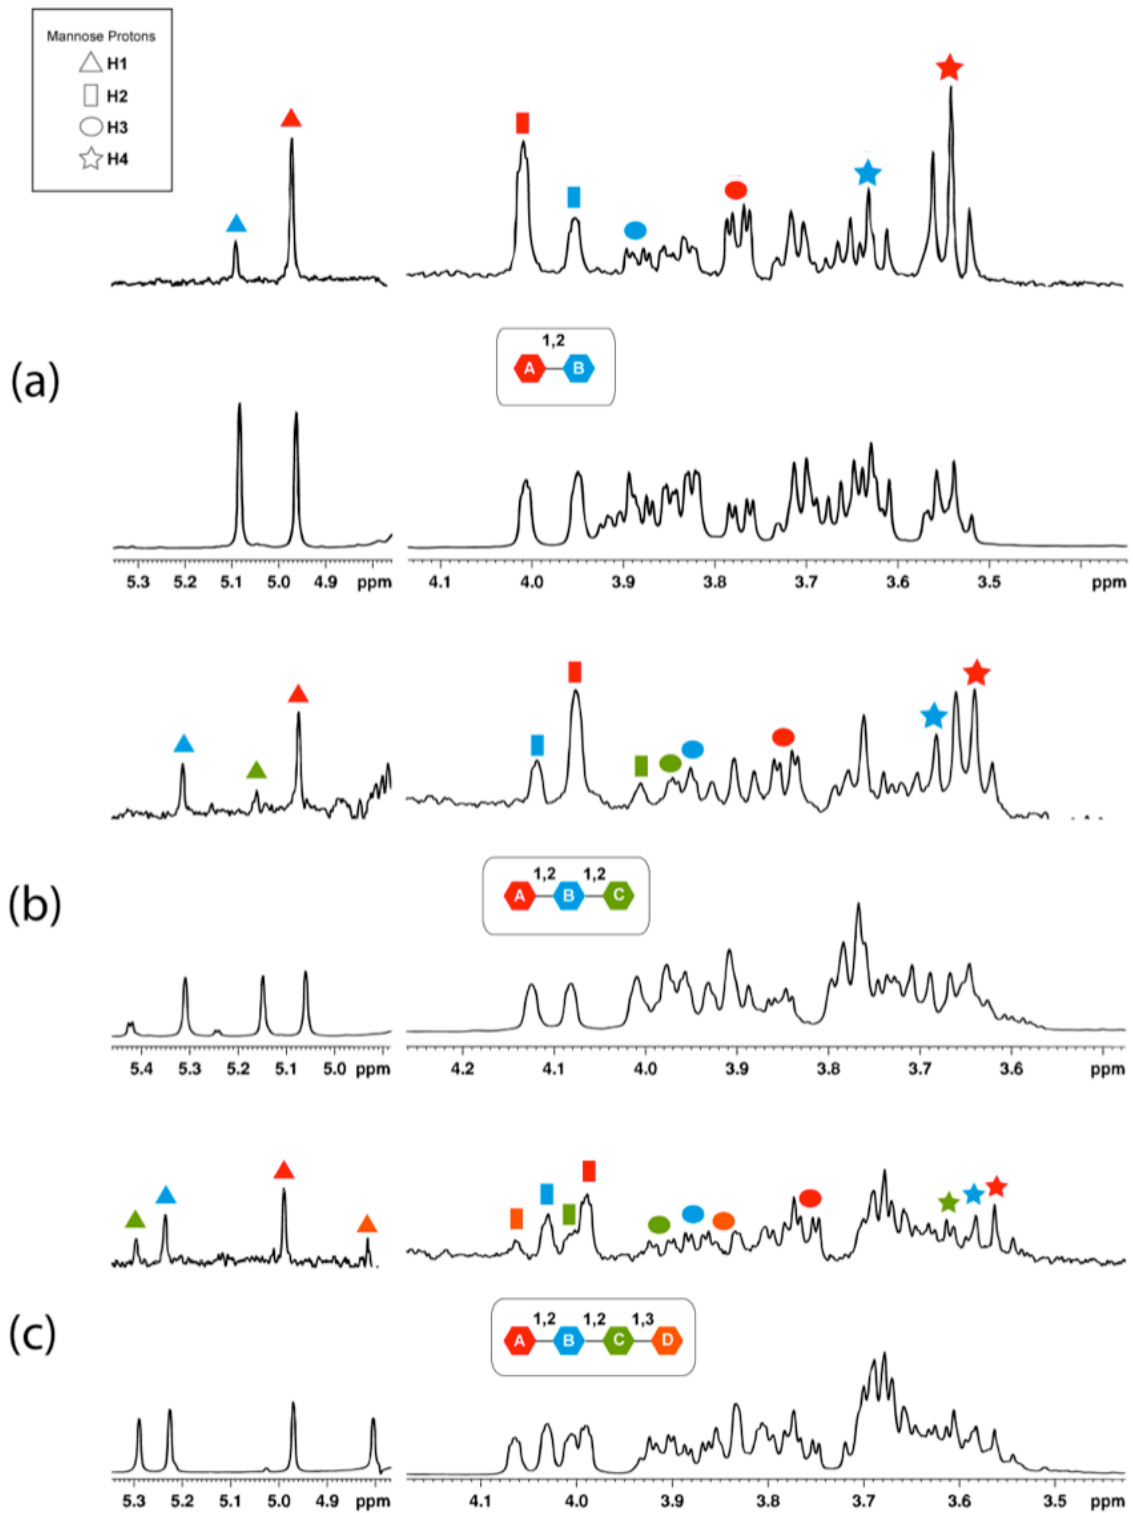 Mannose Protons
H1
H2
H3
H4
(a)
1,2
A B
5.3 5.2 5.1 5.0 4.9 ppm
4.1 4.0 3.9 3.8 3.7 3.6 3.5 ppm
(b)
1,2 1,2
A B C
5.4 5.3 5.2 5.1 5.0 ppm
4.2 4.1 4.0 3.9 3.8 3.7 3.6 ppm
(c)
1,2 1,2 1,3
A B C D
5.3 5.2 5.1 5.0 4.9 ppm
4.1 4.0 3.9 3.8 3.7 3.6 3.5 ppm